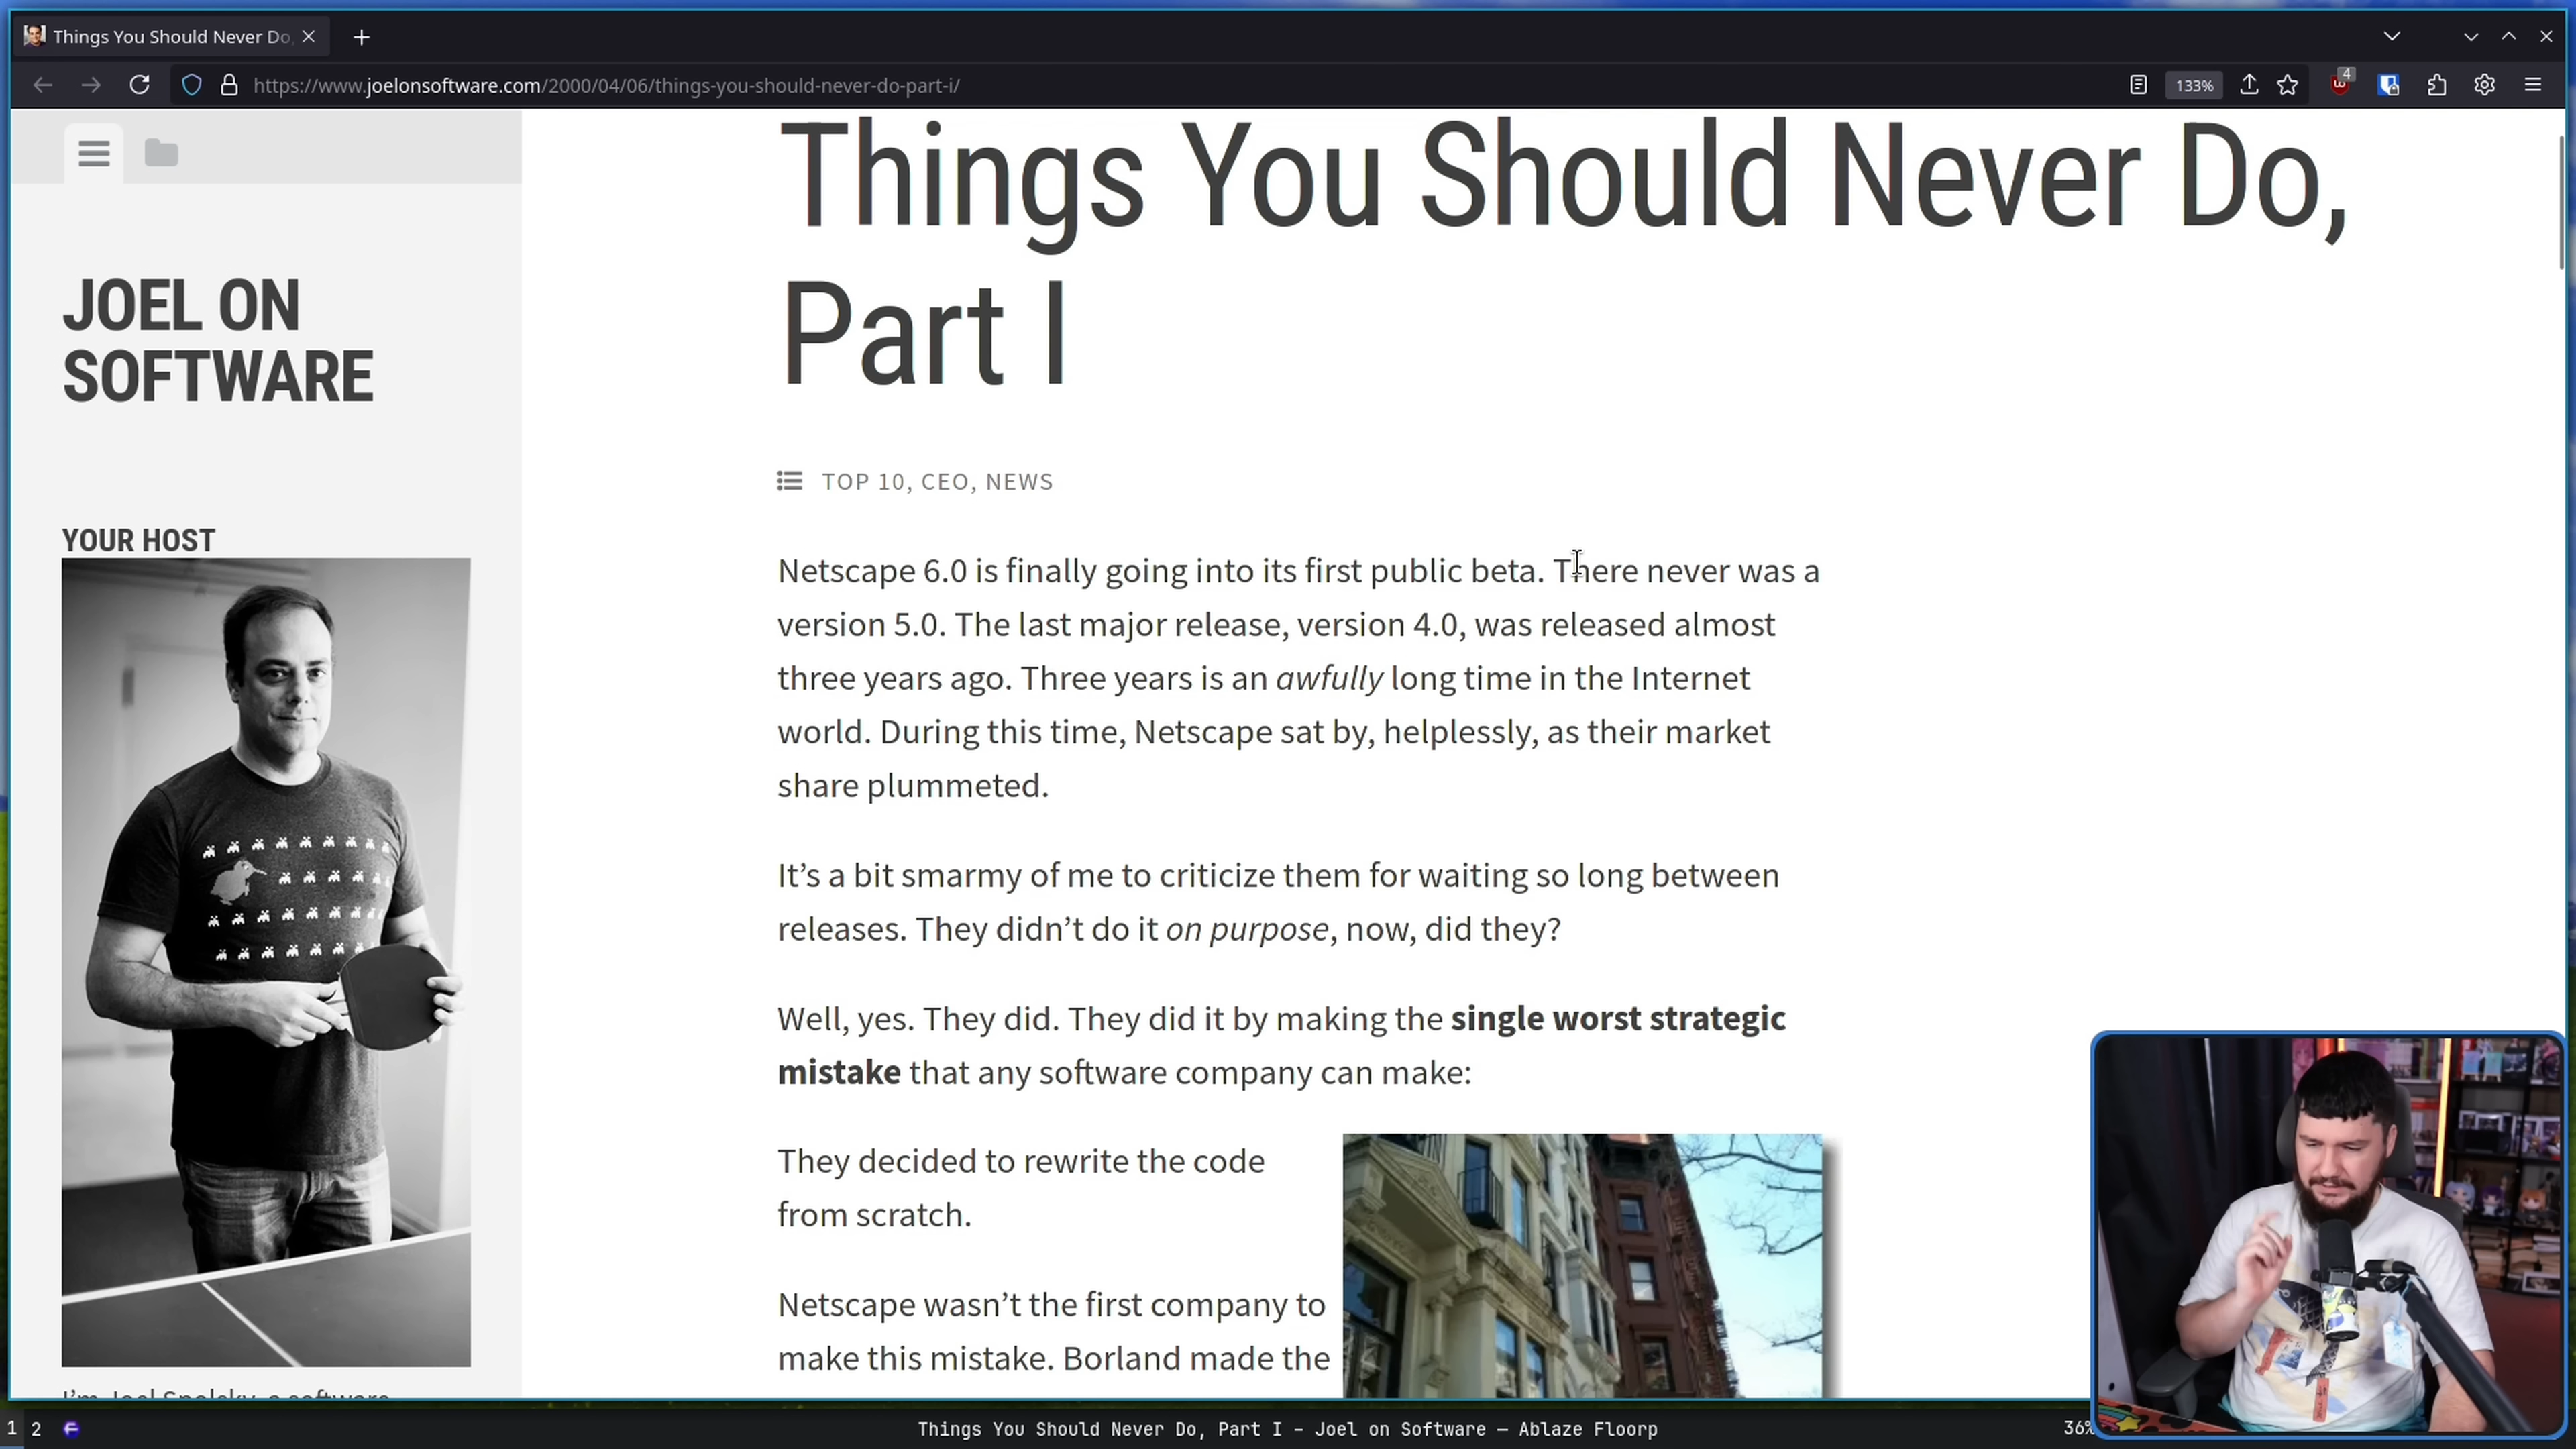 Things You Should Never Do,
https://www.joelonsoftware.com/2000/04/06/things-you-should-never-do-part-i/
133%
4
JOEL ON
SOFTWARE
YOUR HOST
I'm Joel Spolsky, a software
Things You Should Never Do,
Part I
TOP 10, CEO, NEWS
Netscape 6.0 is finally going into its first public beta. There never was a
version 5.0. The last major release, version 4.0, was released almost
three years ago. Three years is an awfully long time in the Internet
world. During this time, Netscape sat by, helplessly, as their market
share plummeted.
It’s a bit smarmy of me to criticize them for waiting so long between
releases. They didn’t do it on purpose, now, did they?
Well, yes. They did. They did it by making the single worst strategic
mistake that any software company can make:
They decided to rewrite the code
from scratch.
Netscape wasn’t the first company to
make this mistake. Borland made the
1 2
Things You Should Never Do, Part I – Joel on Software — Ablaze Floorp
36%